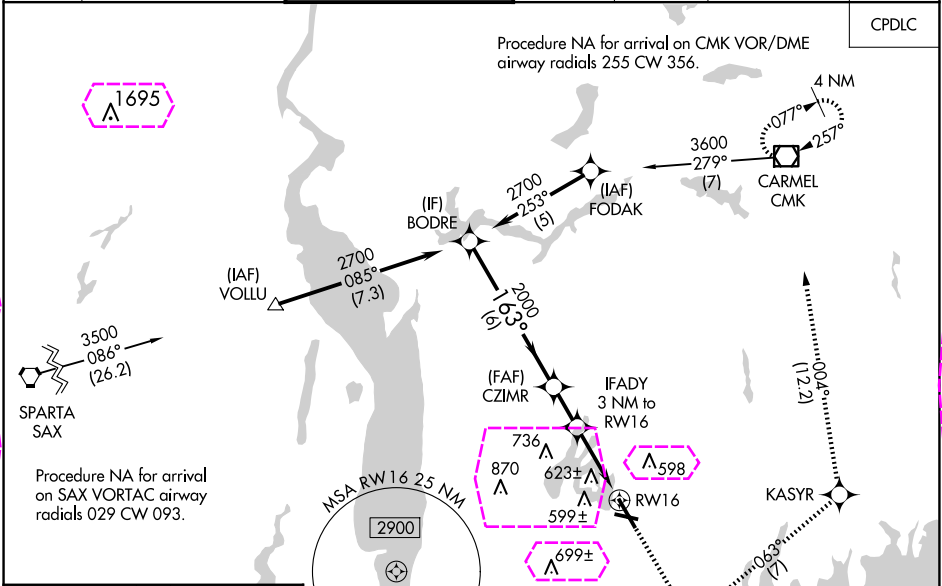 CPDLC
Procedure NA for arrival on CMK VOR/DME
airway radials 255 CW 356.
1695
4 NM
077°
257°
3600
279°
(7)
CARMEL
CMK
2700
253°
(5)
(IAF)
FODAK
(IF)
BODRE
2700
085°
(7.3)
(IAF)
VOLLU
2000
163°
(6)
3500
086°
(26.2)
SPARTA
SAX
(FAF)
CZIMR
IFADY
3 NM to
RW16
004°
(12.2)
736
870
623±
599±
598
RW16
KASYR
Procedure NA for arrival
on SAX VORTAC airway
radials 029 CW 093.
MSA RW16 25 NM
2900
699±
063°
(7)